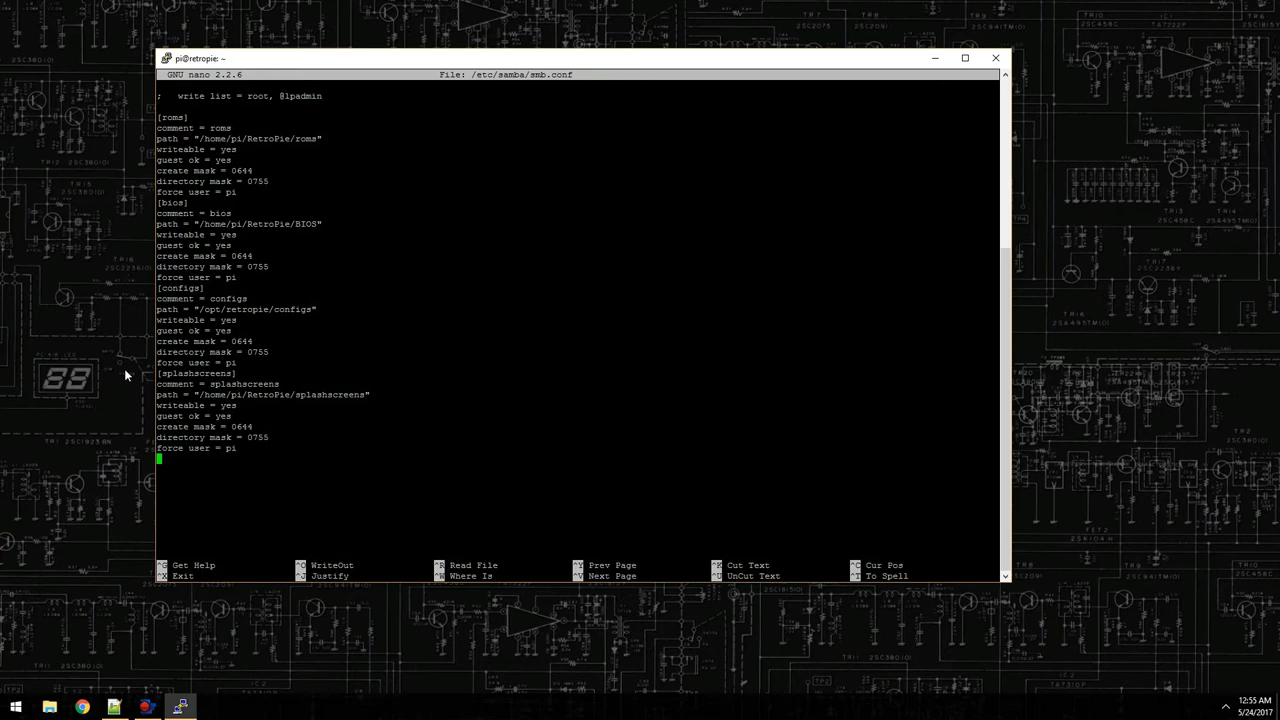 pi@retropie: ~
GNU nano 2.2.6 File: /etc/samba/smb.conf
;   write list = root, @lpadmin
[roms]
comment = roms
path = "/home/pi/RetroPie/roms"
writeable = yes
guest ok = yes
create mask = 0644
directory mask = 0755
force user = pi
[bios]
comment = bios
path = "/home/pi/RetroPie/BIOS"
writeable = yes
guest ok = yes
create mask = 0644
directory mask = 0755
force user = pi
[configs]
comment = configs
path = "/opt/retropie/configs"
writeable = yes
guest ok = yes
create mask = 0644
directory mask = 0755
force user = pi
[splashscreens]
comment = splashscreens
path = "/home/pi/RetroPie/splashscreens"
writeable = yes
guest ok = yes
create mask = 0644
directory mask = 0755
force user = pi
^G Get Help ^O WriteOut ^R Read File ^Y Prev Page ^K Cut Text ^C Cur Pos
^X Exit ^J Justify ^W Where Is ^V Next Page ^U UnCut Text ^T To Spell
12:55 AM
5/24/2017